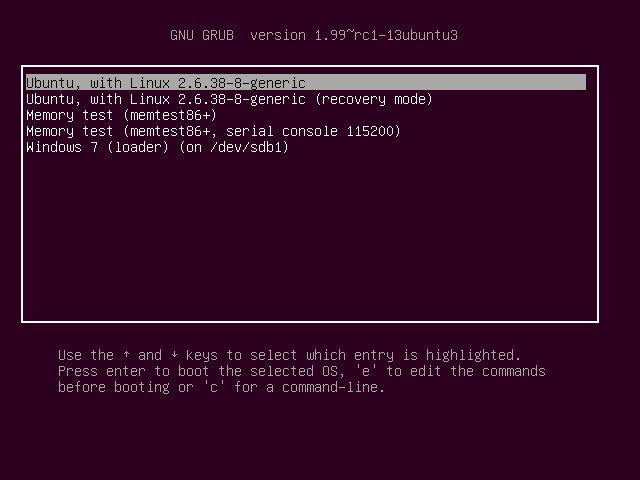 GNU GRUB  version 1.99~rc1-13ubuntu3
Ubuntu, with Linux 2.6.38-8-generic
Ubuntu, with Linux 2.6.38-8-generic (recovery mode)
Memory test (memtest86+)
Memory test (memtest86+, serial console 115200)
Windows 7 (loader) (on /dev/sdb1)
Use the ↑ and ↓ keys to select which entry is highlighted.
Press enter to boot the selected OS, 'e' to edit the commands
before booting or 'c' for a command-line.